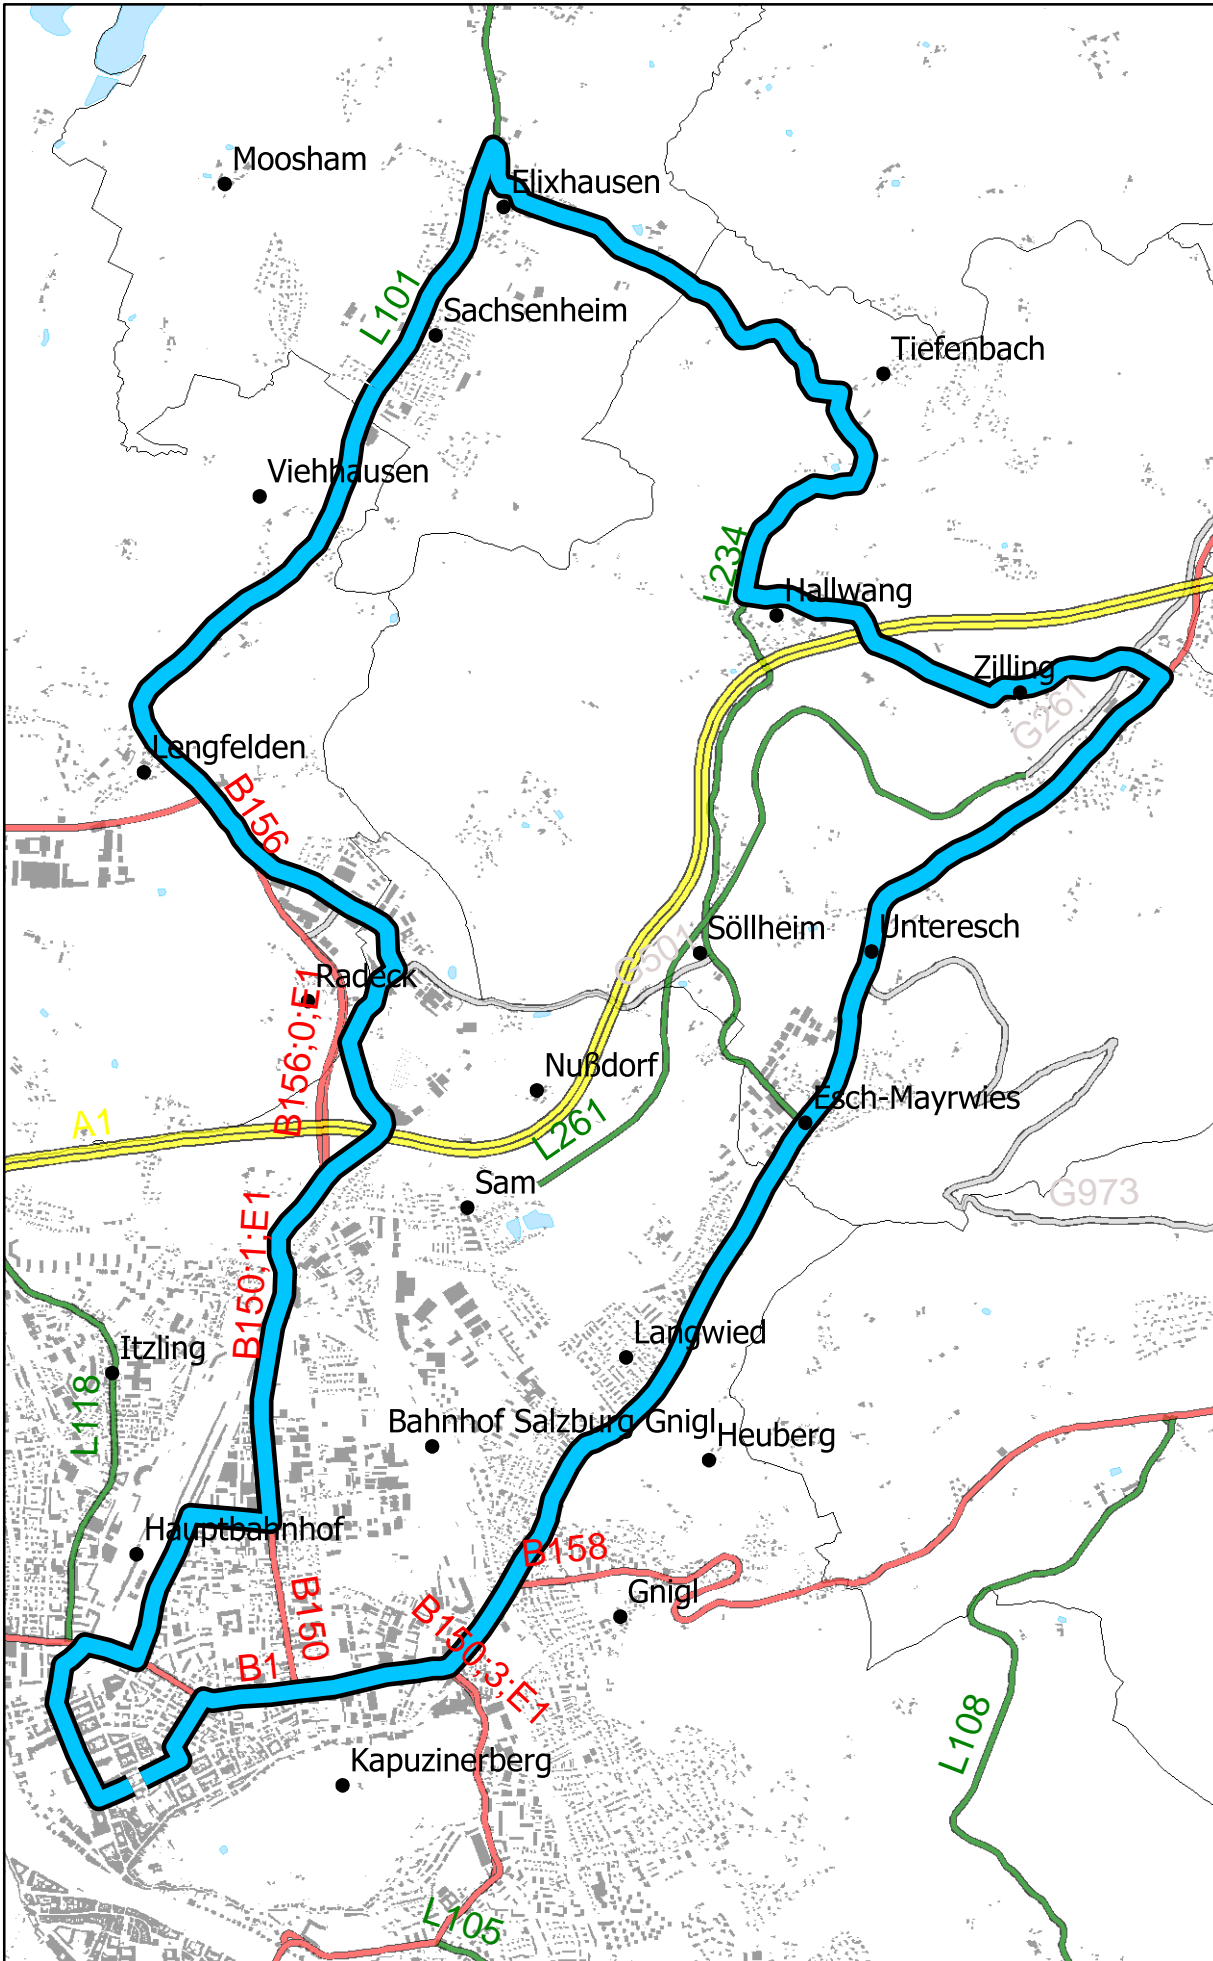 Moosham
Elixhausen
L101
Sachsenheim
Tiefenbach
Viehhausen
L234
Hallwang
Zilling
G261
Lengfelden
B156
Söllheim
Unteresch
G501
Radeck
B156;0;E1
Nußdorf
Esch-Mayrwies
A1
L261
Sam
G973
B150;1;E1
Langwied
Itzling
L118
Bahnhof Salzburg Gnigl
Heuberg
Hauptbahnhof
B158
B150
Gnigl
B150;3;E1
B1
L108
Kapuzinerberg
L105